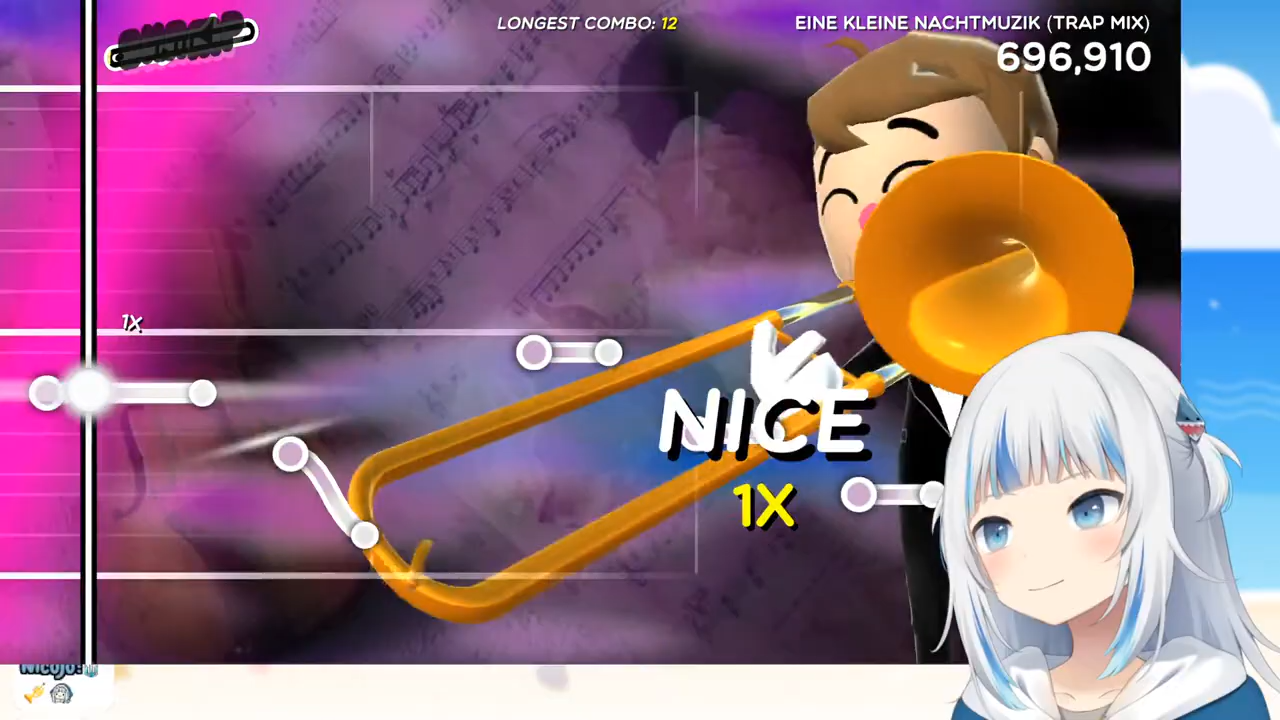 LONGEST COMBO: 12
EINE KLEINE NACHTMUZIK (TRAP MIX)
696,910
1X
NICE
1X